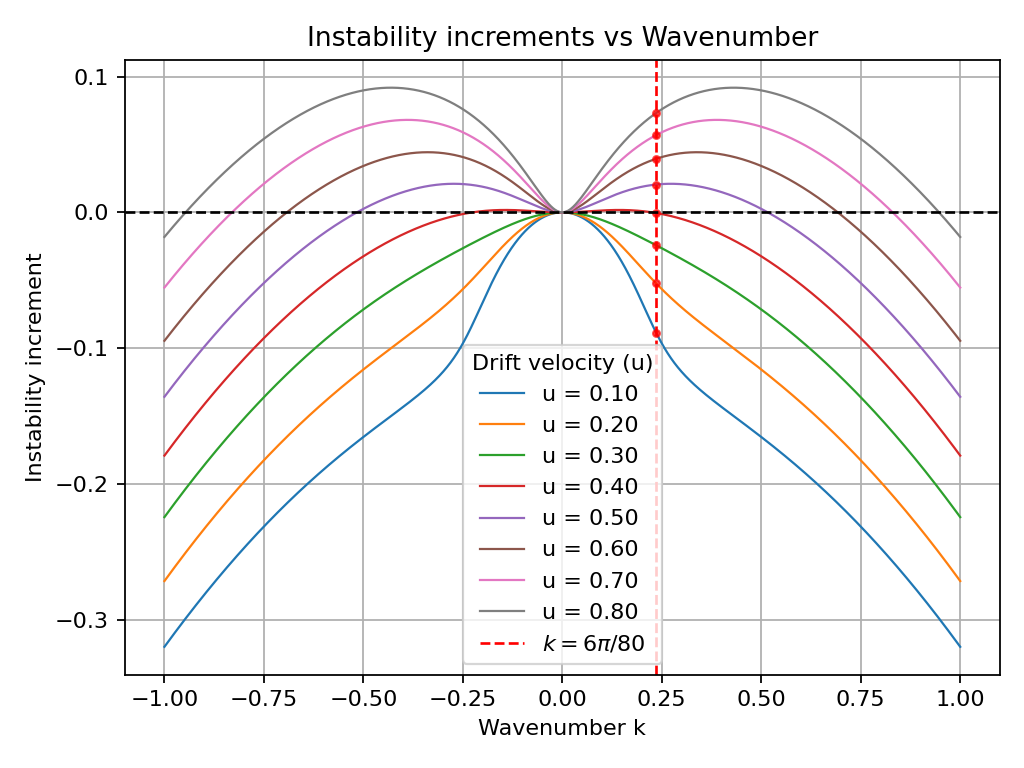 Instability increments vs Wavenumber
Instability increment
0.1
0.0
−0.1
−0.2
−0.3
Drift velocity (u)
u = 0.10
u = 0.20
u = 0.30
u = 0.40
u = 0.50
u = 0.60
u = 0.70
u = 0.80
k = 6π/80
−1.00 −0.75 −0.50 −0.25 0.00 0.25 0.50 0.75 1.00
Wavenumber k